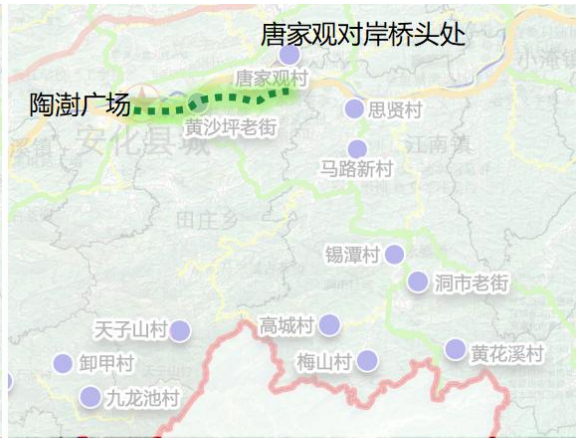 唐家观对岸桥头处
小淹镇
唐家观村
陶澍广场
思贤村
黄沙坪老街
安化县城
江南镇
马路新村
田庄乡
锡潭村
洞市老街
天子山村
高城村
黄花溪村
梅山村
卸甲村
九龙池村